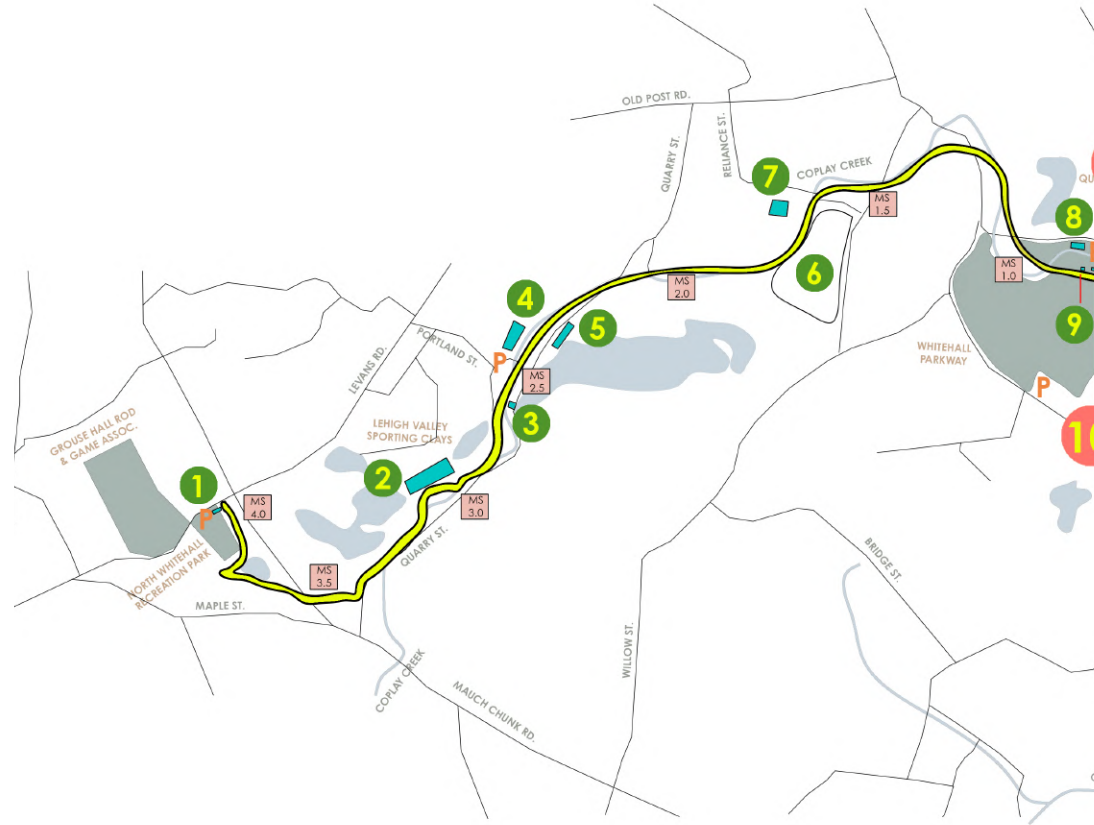 OLD POST RD.
RELIANCE ST.
QUARRY ST.
COPLAY CREEK
7
MS
1.5
8
QU
6
MS
1.0
MS
2.0
9
4
5
PORTLAND ST.
LEVANS RD.
P
MS
2.5
WHITEHALL
PARKWAY
P
10
3
LEHIGH VALLEY
SPORTING CLAYS
GROUSE HALL ROD
& GAME ASSOC.
2
1
P
MS
4.0
MS
3.0
QUARRY ST.
NORTH WHITEHALL
RECREATION PARK
MS
3.5
MAPLE ST.
BRIDGE ST.
WILLOW ST.
COPLAY CREEK
MAUCH CHUNK RD.